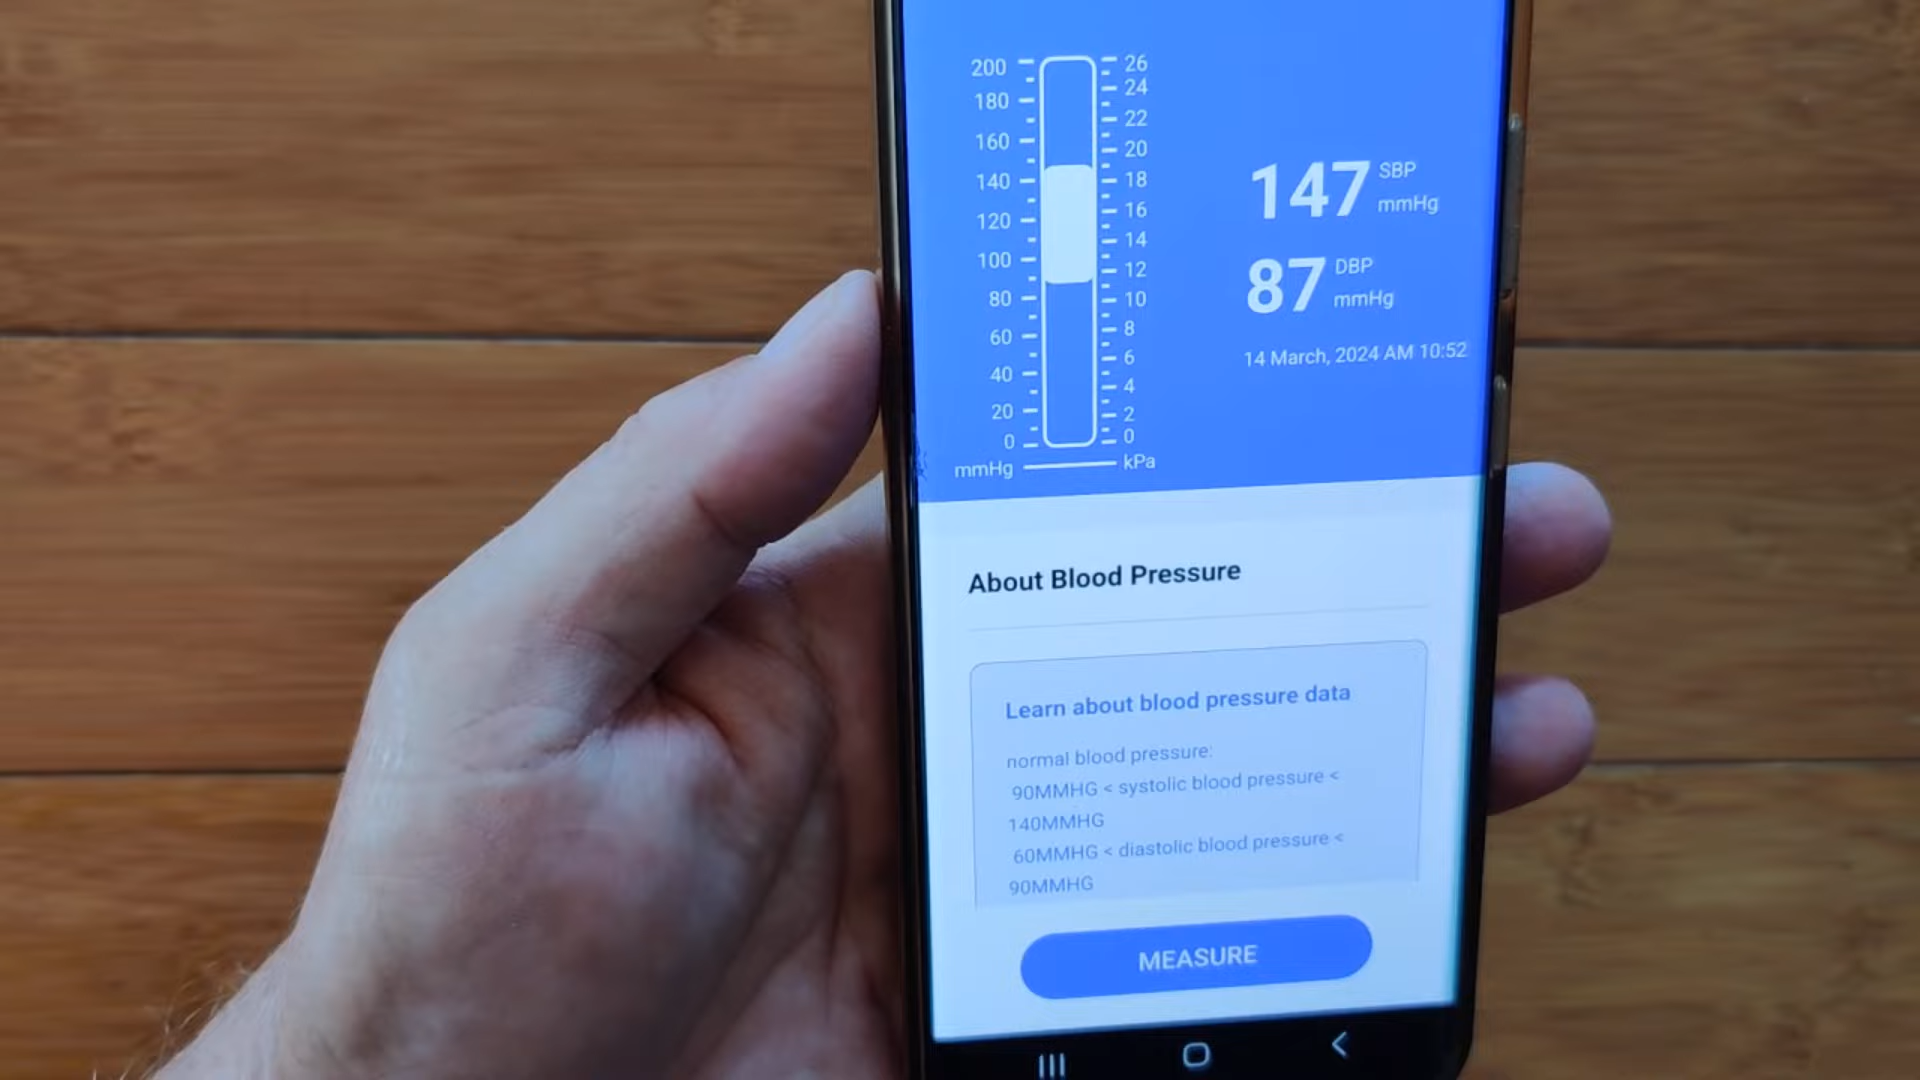 200
180
160
140
120
100
80
60
40
20
0
mmHg
26
24
22
20
18
16
14
12
10
8
6
4
2
0
kPa
147 SBP
mmHg
87 DBP
mmHg
14 March, 2024 AM 10:52
About Blood Pressure
Learn about blood pressure data
normal blood pressure:
90MMHG < systolic blood pressure <
140MMHG
60MMHG < diastolic blood pressure <
90MMHG
MEASURE